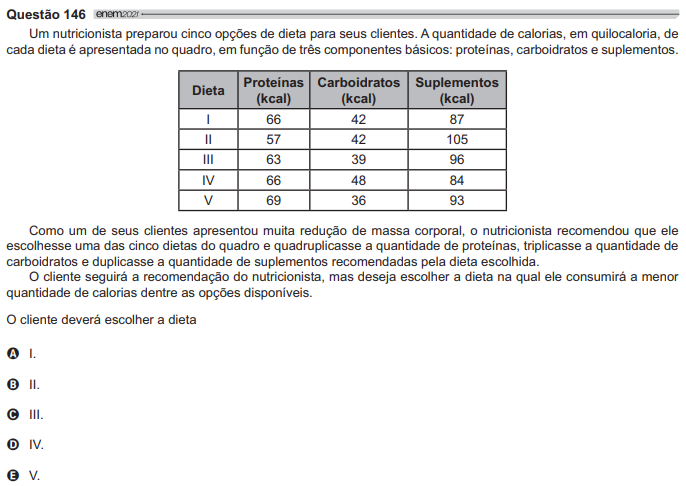 Questão 146 enem2021
Um nutricionista preparou cinco opções de dieta para seus clientes. A quantidade de calorias, em quilocaloria, de
cada dieta é apresentada no quadro, em função de três componentes básicos: proteínas, carboidratos e suplementos.
Dieta Proteínas (kcal) Carboidratos (kcal) Suplementos (kcal)
I 66 42 87
II 57 42 105
III 63 39 96
IV 66 48 84
V 69 36 93
Como um de seus clientes apresentou muita redução de massa corporal, o nutricionista recomendou que ele
escolhesse uma das cinco dietas do quadro e quadruplicasse a quantidade de proteínas, triplicasse a quantidade de
carboidratos e duplicasse a quantidade de suplementos recomendadas pela dieta escolhida.
O cliente seguirá a recomendação do nutricionista, mas deseja escolher a dieta na qual ele consumirá a menor
quantidade de calorias dentre as opções disponíveis.
O cliente deverá escolher a dieta
A I.
B II.
C III.
D IV.
E V.